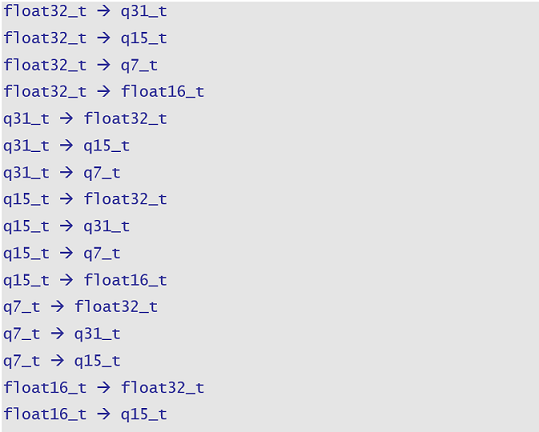 float32_t → q31_t
float32_t → q15_t
float32_t → q7_t
float32_t → float16_t
q31_t → float32_t
q31_t → q15_t
q31_t → q7_t
q15_t → float32_t
q15_t → q31_t
q15_t → q7_t
q15_t → float16_t
q7_t → float32_t
q7_t → q31_t
q7_t → q15_t
float16_t → float32_t
float16_t → q15_t